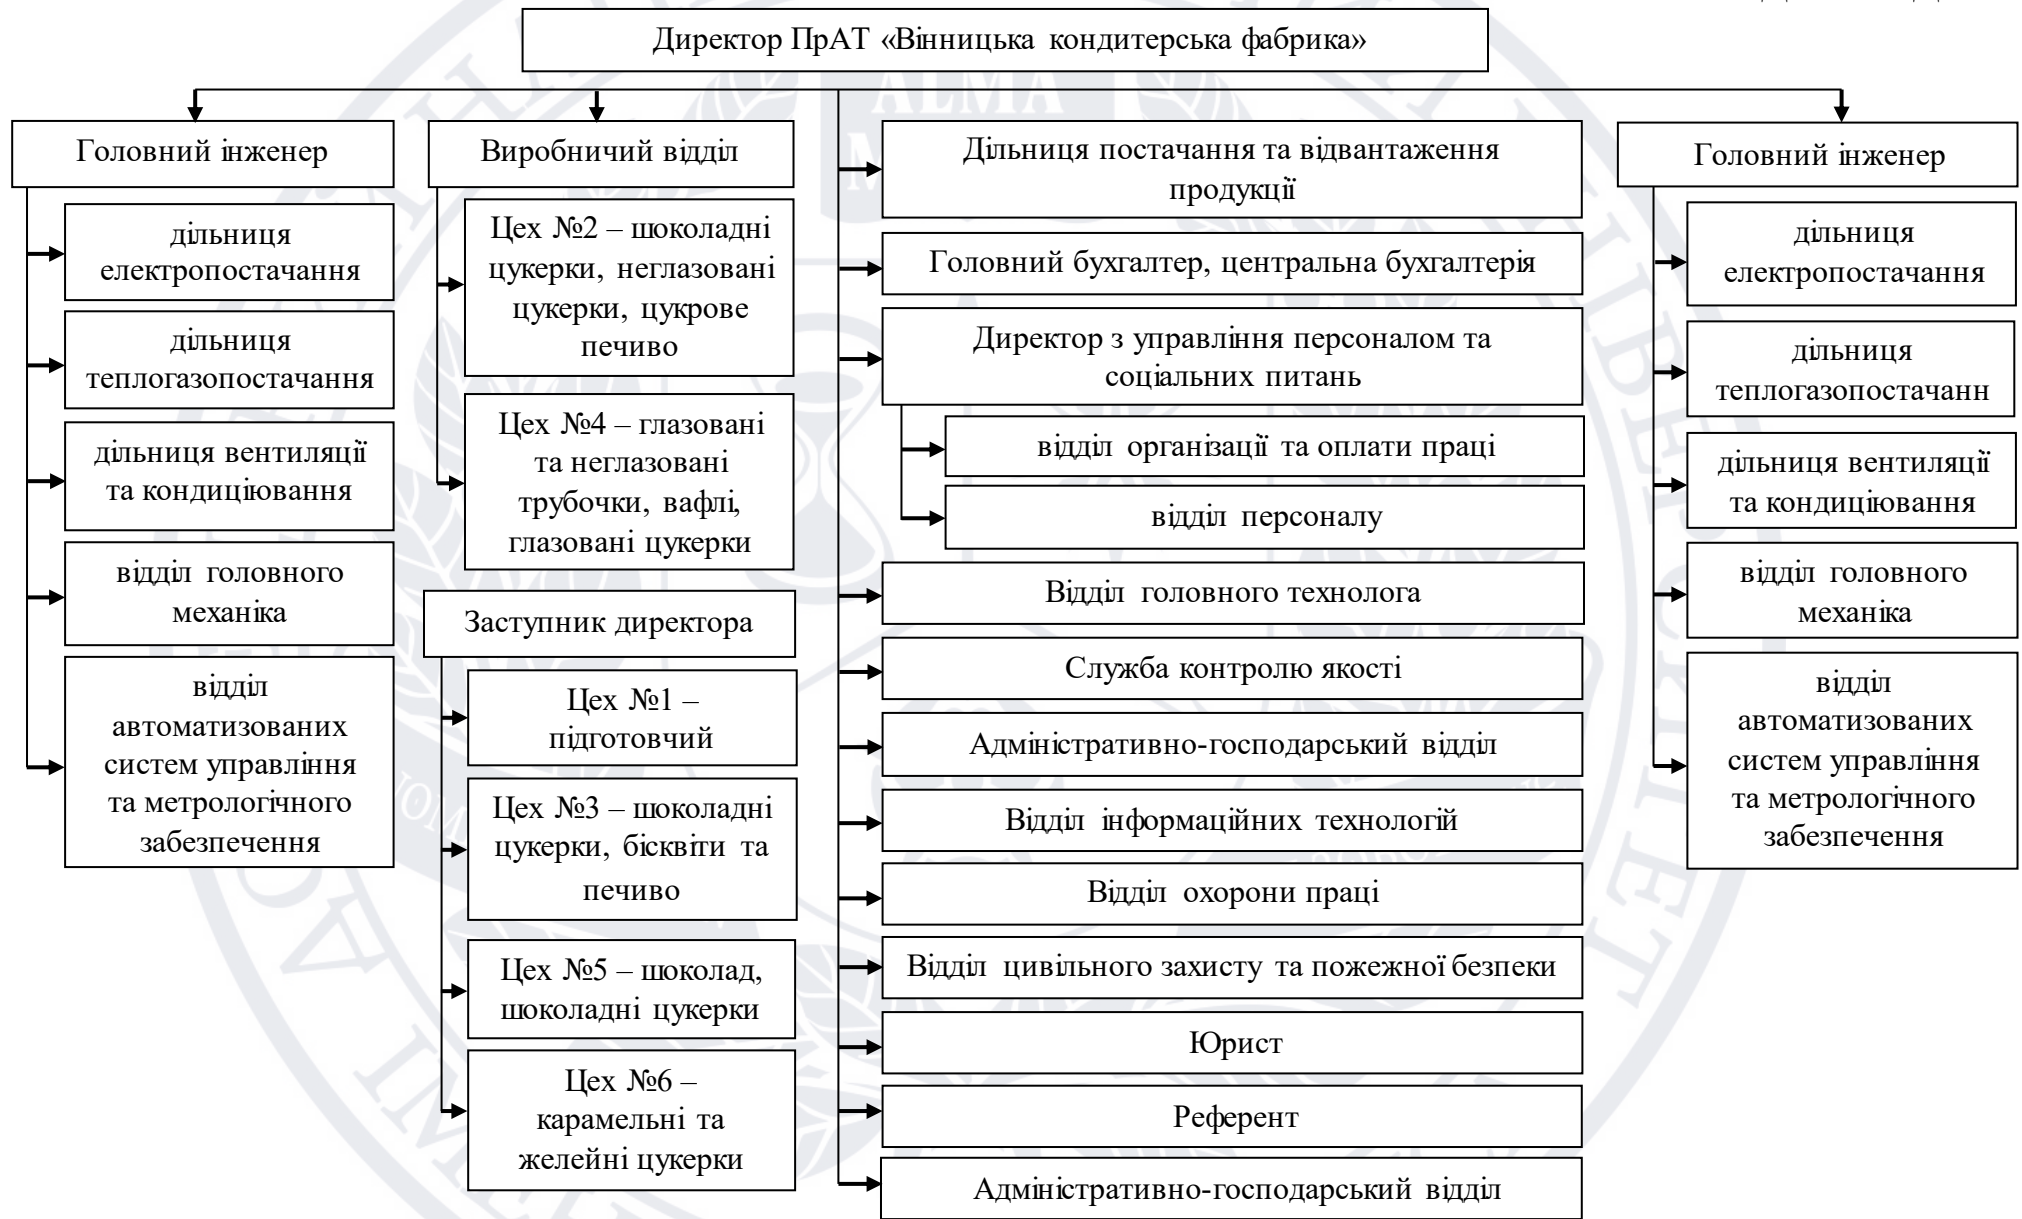 Директор ПрАТ «Вінницька кондитерська фабрика»
Головний інженер
дільниця
електропостачання
дільниця
теплогазопостачання
дільниця вентиляції
та кондиціювання
відділ головного
механіка
відділ
автоматизованих
систем управління
та метрологічного
забезпечення
Виробничий відділ
Цех №2 – шоколадні
цукерки, неглазовані
цукерки, цукрове
печиво
Цех №4 – глазовані
та неглазовані
трубочки, вафлі,
глазовані цукерки
Заступник директора
Цех №1 –
підготовчий
Цех №3 – шоколадні
цукерки, бісквіти та
печиво
Цех №5 – шоколад,
шоколадні цукерки
Цех №6 –
карамельні та
желейні цукерки
Дільниця постачання та відвантаження
продукції
Головний бухгалтер, центральна бухгалтерія
Директор з управління персоналом та
соціальних питань
відділ організації та оплати праці
відділ персоналу
Відділ головного технолога
Служба контролю якості
Адміністративно-господарський відділ
Відділ інформаційних технологій
Відділ охорони праці
Відділ цивільного захисту та пожежної безпеки
Юрист
Референт
Адміністративно-господарський відділ
Головний інженер
дільниця
електропостачання
дільниця
теплогазопостачанн
дільниця вентиляції
та кондиціювання
відділ головного
механіка
відділ
автоматизованих
систем управління
та метрологічного
забезпечення
ALMA